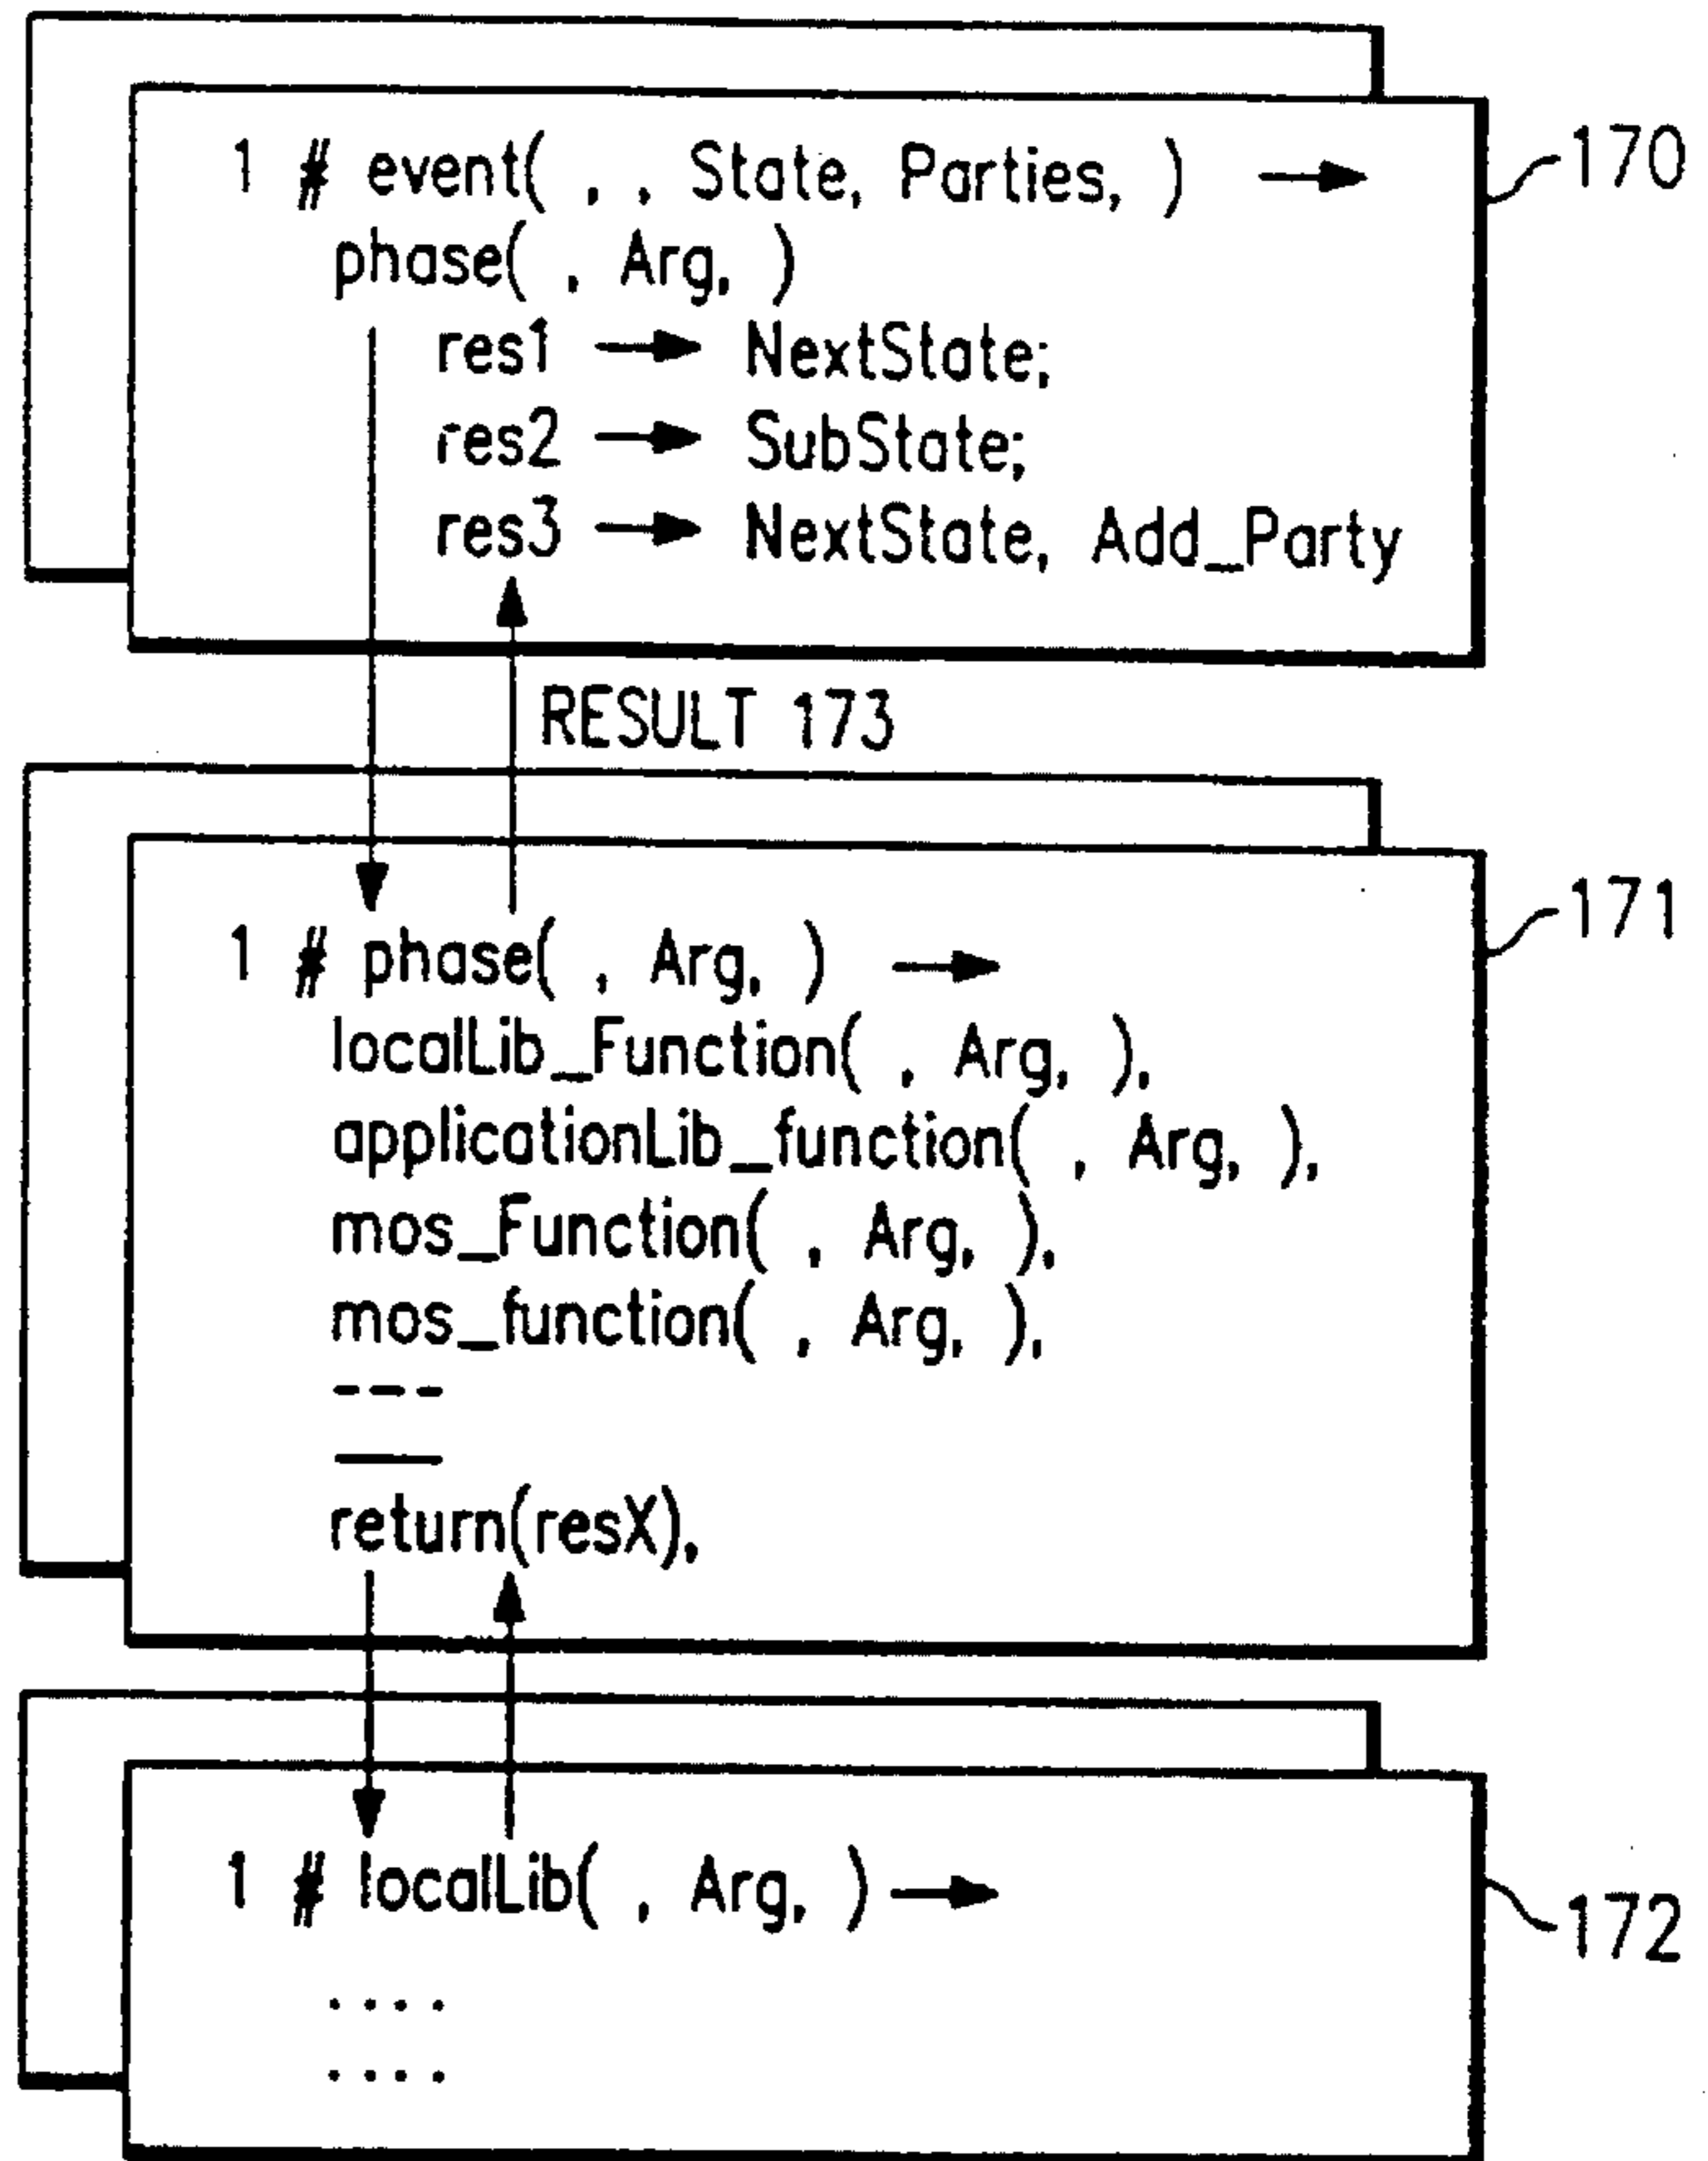 1 # event( , , State, Parties, ) → 170
phase( , Arg, )
res1 → NextState;
res2 → SubState;
res3 → NextState, Add_Party
RESULT 173
171
1 # phase( , Arg, ) →
localLib_Function( , Arg, ),
applicationLib_function( , Arg, ),
mos_Function( , Arg, ),
mos_function( , Arg, ),
---
___
return(resX),
1 # localLib( , Arg, ) →
172
. . . .
. . . .